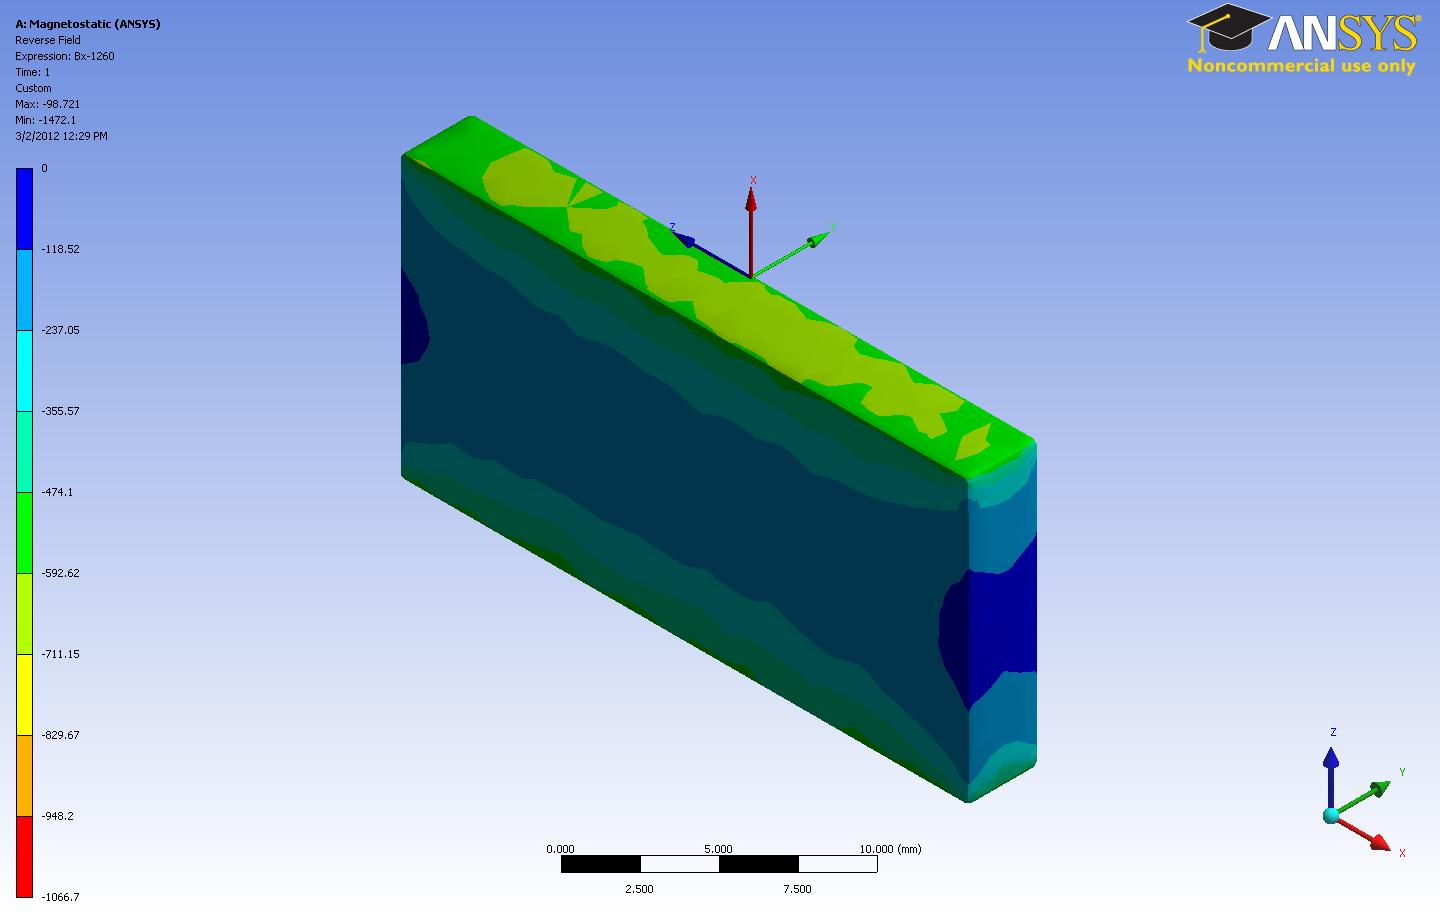 A: Magnetostatic (ANSYS)
Reverse Field
Expression: Bx-1260
Time: 1
Custom
Max: -98.721
Min: -1472.1
3/2/2012 12:29 PM
ANSYS®
Noncommercial use only
0
-118.52
-237.05
-355.57
-474.1
-592.62
-711.15
-829.67
-948.2
-1066.7
X
Z
Y
Z
Y
X
0.000 5.000 10.000 (mm)
2.500 7.500